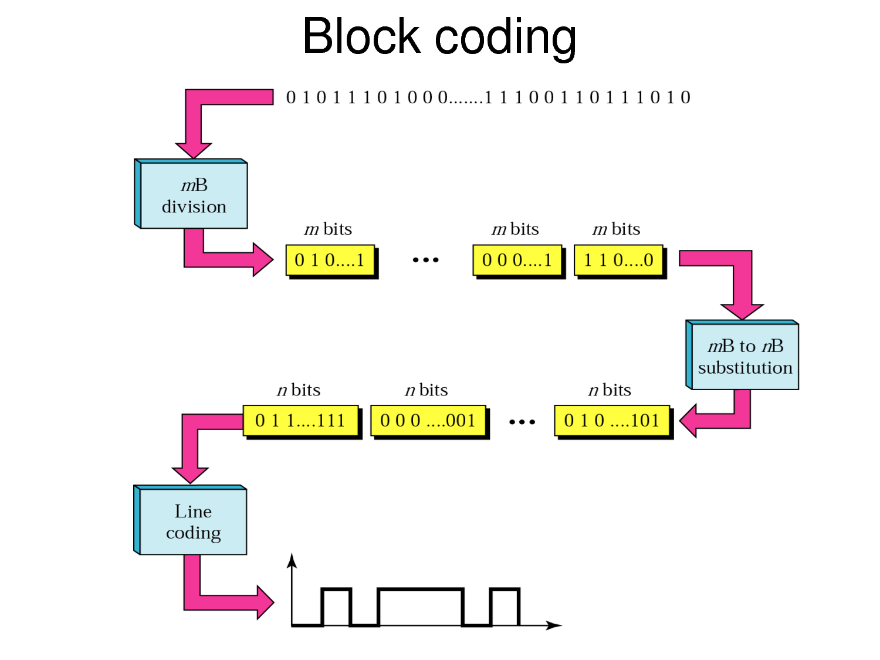 Block coding
0 1 0 1 1 1 0 1 0 0 0.......1 1 1 0 0 1 1 0 1 1 1 0 1 0
mB
division
m bits
m bits
m bits
0 1 0....1
...
0 0 0....1
1 1 0....0
mB to nB
substitution
n bits
n bits
n bits
0 1 1....111
0 0 0 ....001
...
0 1 0 ....101
Line
coding